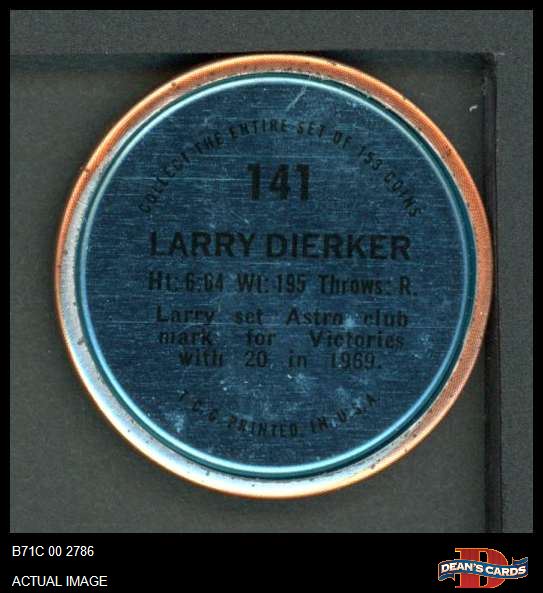 COLLECT THE ENTIRE SET OF 153 COINS
141
LARRY DIERKER
Ht: 6-04 Wt: 195 Throws: R.
Larry set Astro club
mark for Victories
with 20 in 1969.
T.C.G. PRINTED IN U.S.A.
B71C 00 2786
ACTUAL IMAGE
D
DEAN'S CARDS